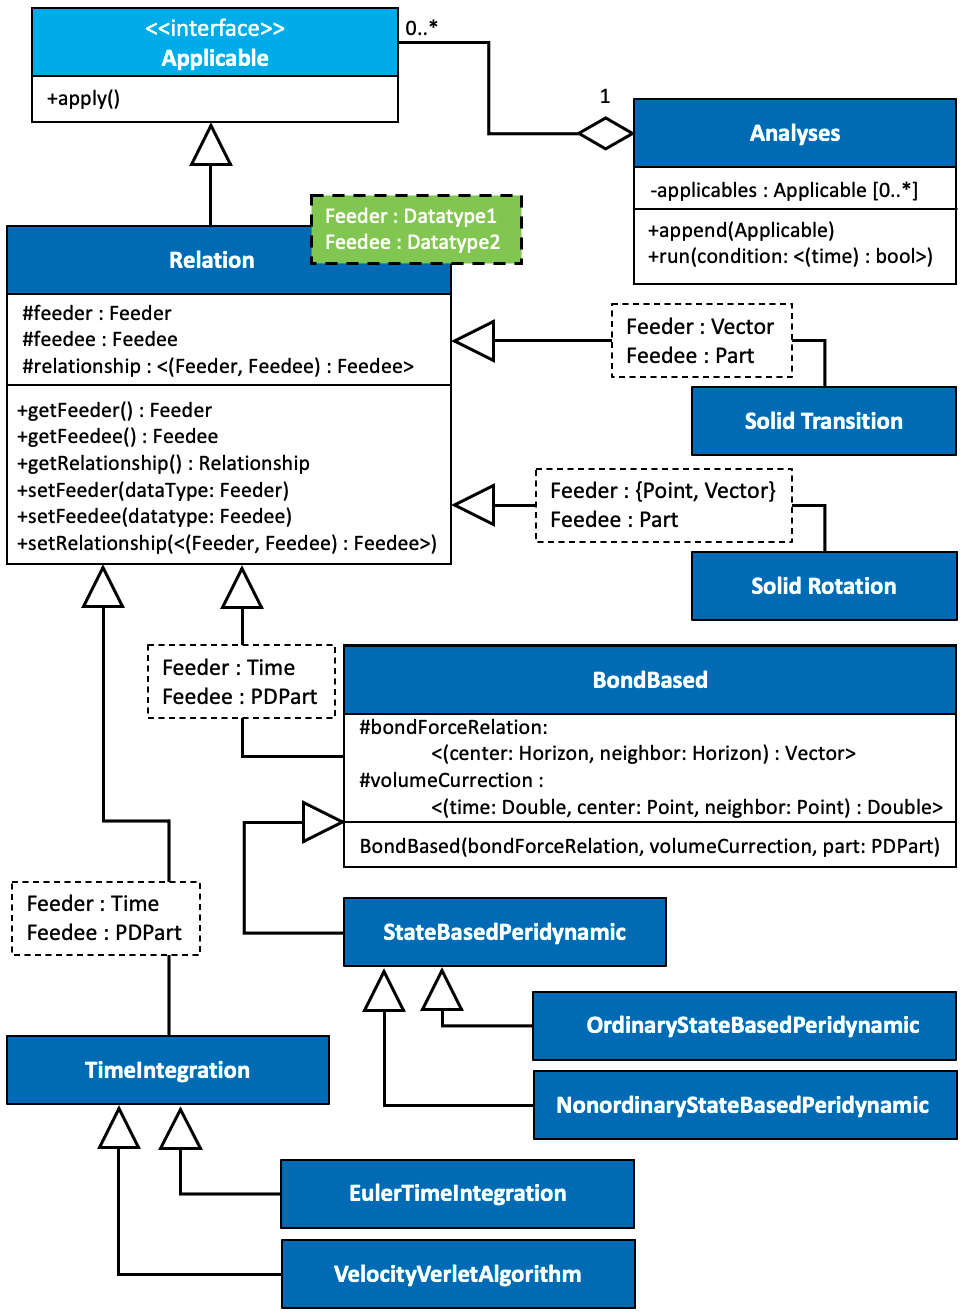 <<interface>>
Applicable
+apply()
0..*
1
Analyses
-applicables : Applicable [0..*]
+append(Applicable)
+run(condition: <(time) : bool>)
Feeder : Datatype1
Feedee : Datatype2
Relation
#feeder : Feeder
#feedee : Feedee
#relationship : <(Feeder, Feedee) : Feedee>
+getFeeder() : Feeder
+getFeedee() : Feedee
+getRelationship() : Relationship
+setFeeder(dataType: Feeder)
+setFeedee(datatype: Feedee)
+setRelationship(<(Feeder, Feedee) : Feedee>)
Feeder : Vector
Feedee : Part
Solid Transition
Feeder : {Point, Vector}
Feedee : Part
Solid Rotation
Feeder : Time
Feedee : PDPart
BondBased
#bondForceRelation:
<(center: Horizon, neighbor: Horizon) : Vector>
#volumeCurrection :
<(time: Double, center: Point, neighbor: Point) : Double>
BondBased(bondForceRelation, volumeCurrection, part: PDPart)
Feeder : Time
Feedee : PDPart
StateBasedPeridynamic
OrdinaryStateBasedPeridynamic
NonordinaryStateBasedPeridynamic
TimeIntegration
EulerTimeIntegration
VelocityVerletAlgorithm